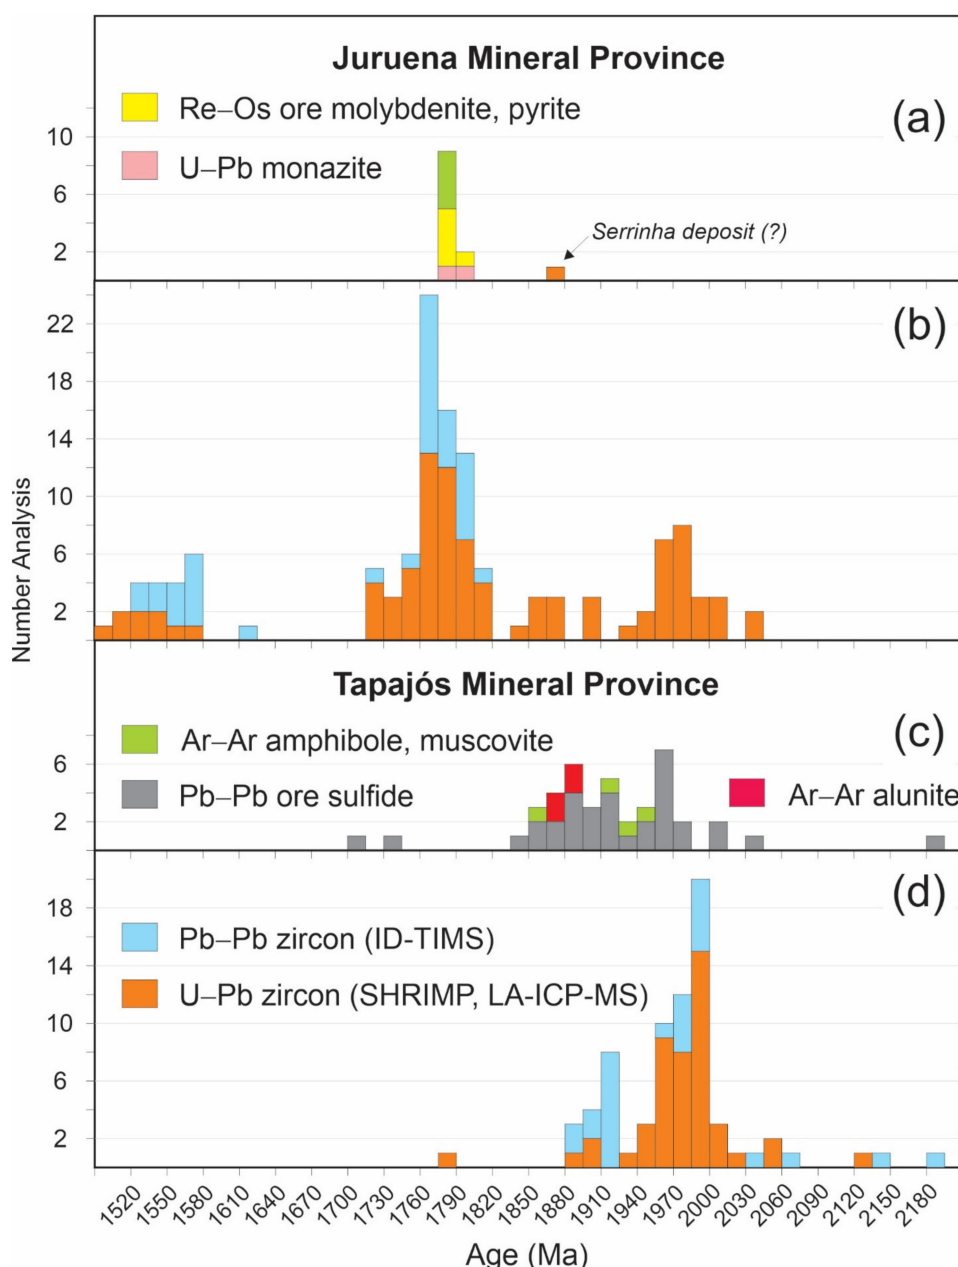 Juruena Mineral Province
(a)
Re–Os ore molybdenite, pyrite
U–Pb monazite
10
6
2
Serrinha deposit (?)
(b)
22
18
14
10
6
2
Number Analysis
Tapajós Mineral Province
(c)
Ar–Ar amphibole, muscovite
Pb–Pb ore sulfide
Ar–Ar alunite
6
2
(d)
Pb–Pb zircon (ID-TIMS)
U–Pb zircon (SHRIMP, LA-ICP-MS)
18
14
10
6
2
1520 1550 1580 1610 1640 1670 1700 1730 1760 1790 1820 1850 1880 1910 1940 1970 2000 2030 2060 2090 2120 2150 2180
Age (Ma)